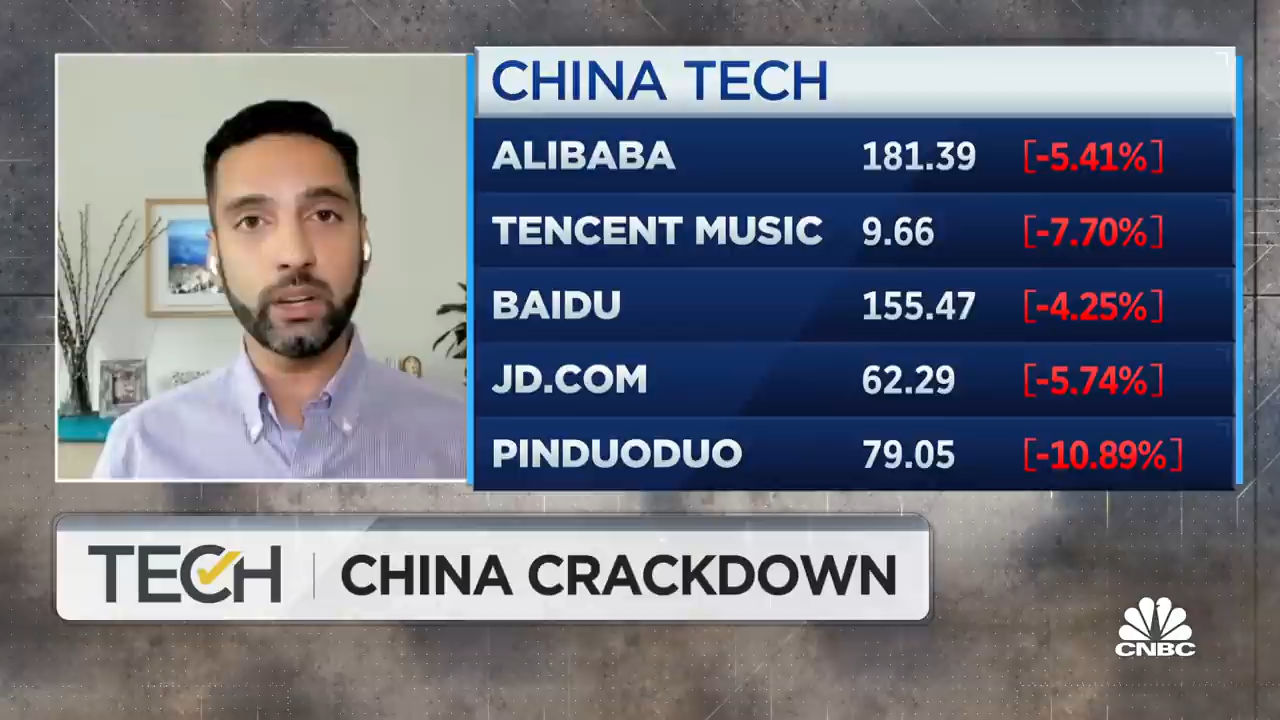 CHINA TECH
ALIBABA 181.39 [-5.41%]
TENCENT MUSIC 9.66 [-7.70%]
BAIDU 155.47 [-4.25%]
JD.COM 62.29 [-5.74%]
PINDUODUO 79.05 [-10.89%]
TECH CHINA CRACKDOWN
CNBC